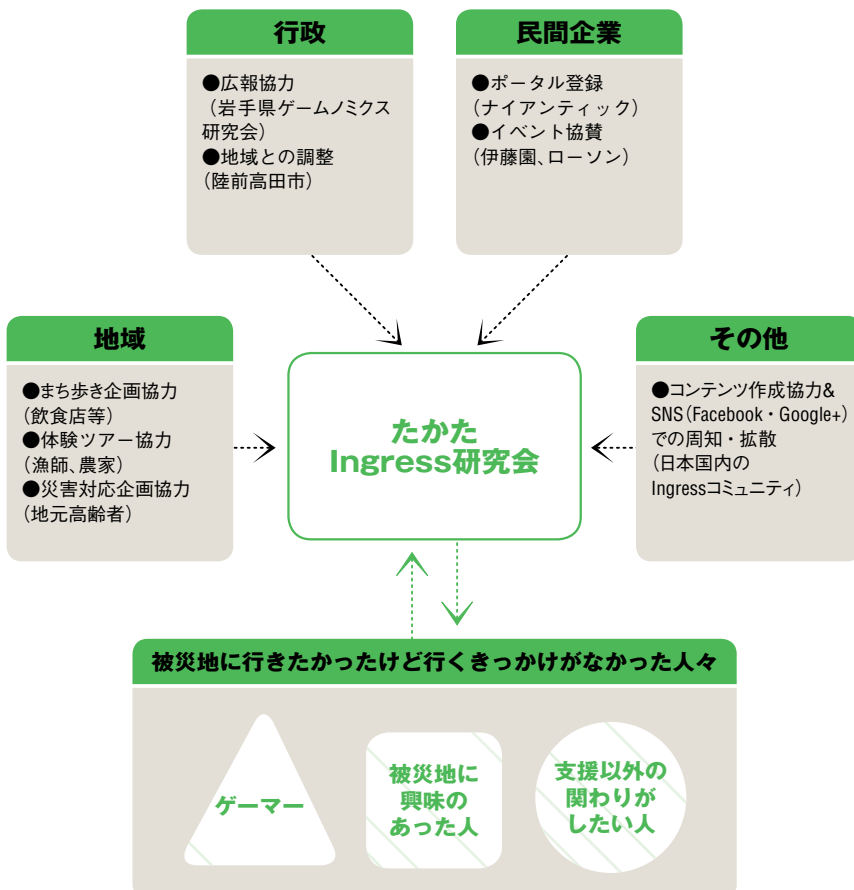 行政
●広報協力
（岩手県ゲームノミクス
研究会）
●地域との調整
（陸前高田市）
民間企業
●ポータル登録
（ナイアンティック）
●イベント協賛
（伊藤園、ローソン）
地域
●まち歩き企画協力
（飲食店等）
●体験ツアー協力
（漁師、農家）
●災害対応企画協力
（地元高齢者）
たかた
Ingress研究会
その他
●コンテンツ作成協力&
SNS（Facebook・Google+）
での周知・拡散
（日本国内の
Ingressコミュニティ）
被災地に行きたかったけど行くきっかけがなかった人々
ゲーマー
被災地に
興味の
あった人
支援以外の
関わりが
したい人